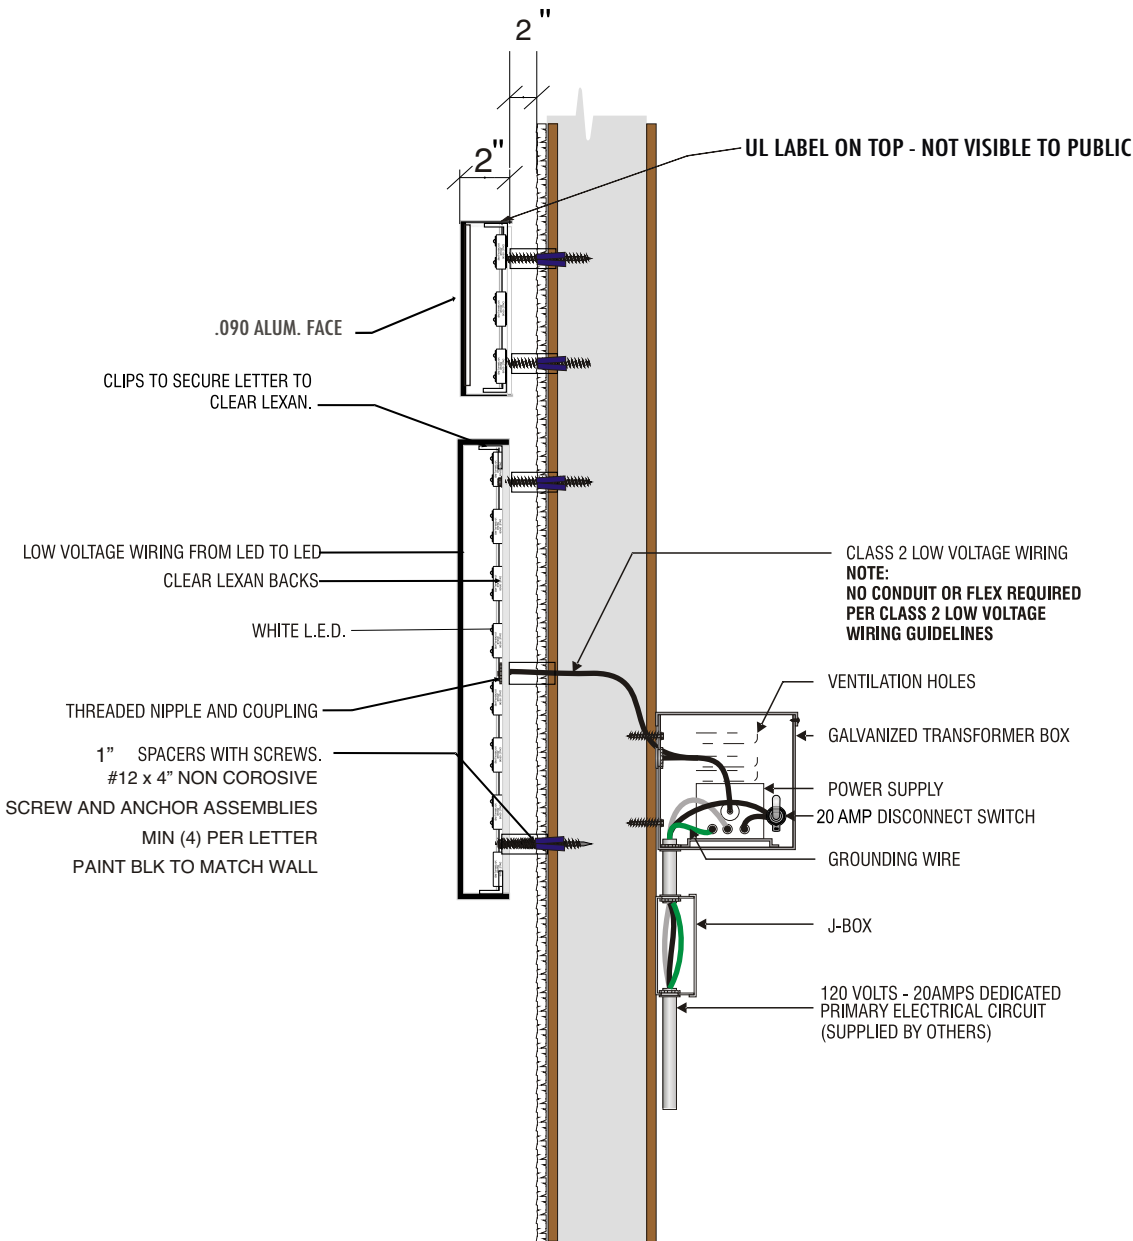 2"
2"
UL LABEL ON TOP - NOT VISIBLE TO PUBLIC
.090 ALUM. FACE
CLIPS TO SECURE LETTER TO
CLEAR LEXAN.
LOW VOLTAGE WIRING FROM LED TO LED
CLEAR LEXAN BACKS
WHITE L.E.D.
THREADED NIPPLE AND COUPLING
1” SPACERS WITH SCREWS.
#12 x 4” NON COROSIVE
SCREW AND ANCHOR ASSEMBLIES
MIN (4) PER LETTER
PAINT BLK TO MATCH WALL
CLASS 2 LOW VOLTAGE WIRING
NOTE:
NO CONDUIT OR FLEX REQUIRED
PER CLASS 2 LOW VOLTAGE
WIRING GUIDELINES
VENTILATION HOLES
GALVANIZED TRANSFORMER BOX
POWER SUPPLY
20 AMP DISCONNECT SWITCH
GROUNDING WIRE
J-BOX
120 VOLTS - 20AMPS DEDICATED
PRIMARY ELECTRICAL CIRCUIT
(SUPPLIED BY OTHERS)